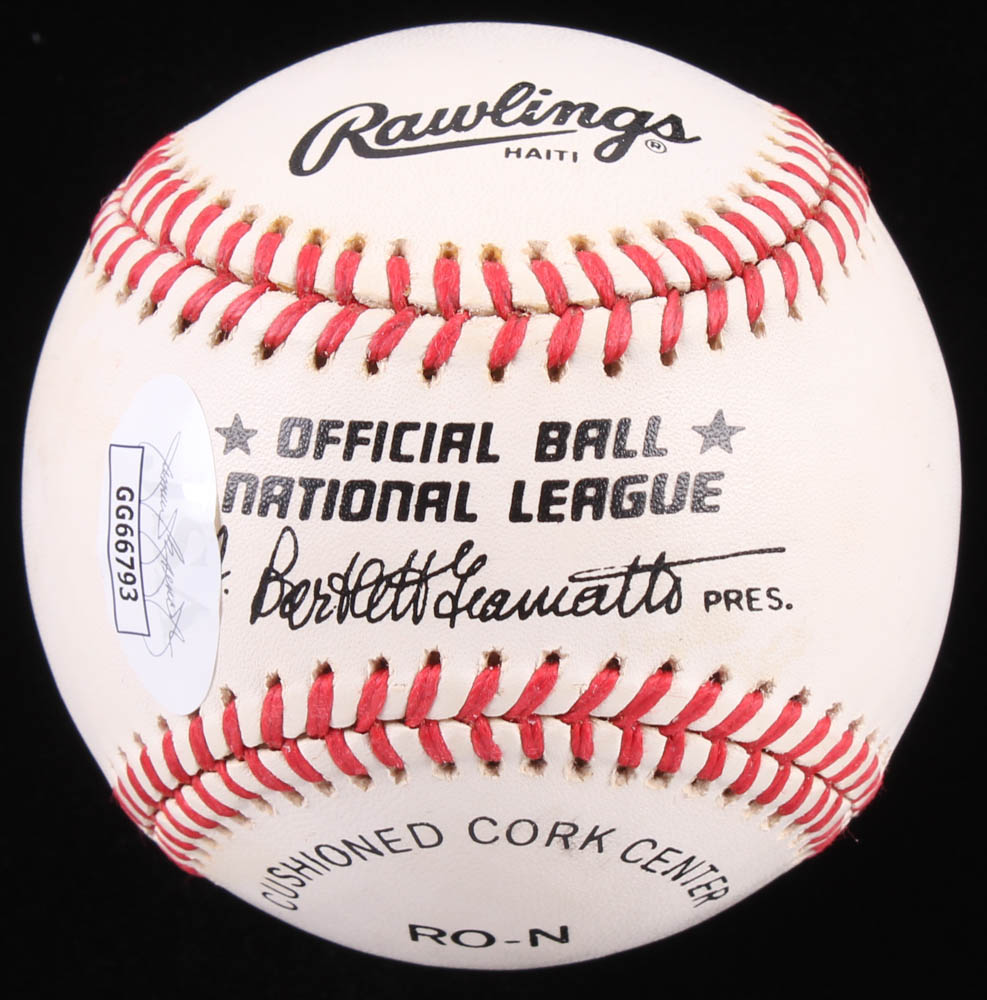 Rawlings®
HAITI
★ OFFICIAL BALL ★
NATIONAL LEAGUE
Bartlett Giamatti PRES.
GG66793
CUSHIONED CORK CENTER
RO-N